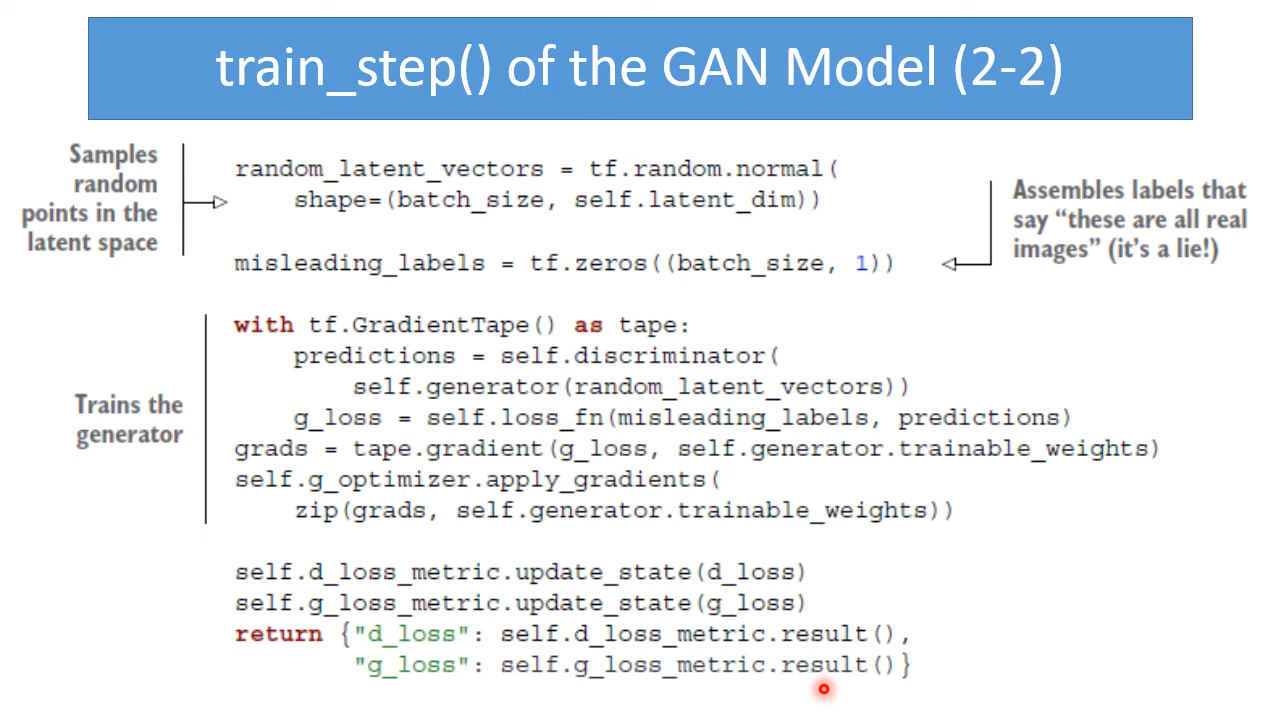 train_step() of the GAN Model (2-2)
Samples
random
points in the
latent space
random_latent_vectors = tf.random.normal(
shape=(batch_size, self.latent_dim))
misleading_labels = tf.zeros((batch_size, 1))
Assembles labels that
say “these are all real
images” (it’s a lie!)
Trains the
generator
with tf.GradientTape() as tape:
predictions = self.discriminator(
self.generator(random_latent_vectors))
g_loss = self.loss_fn(misleading_labels, predictions)
grads = tape.gradient(g_loss, self.generator.trainable_weights)
self.g_optimizer.apply_gradients(
zip(grads, self.generator.trainable_weights))
self.d_loss_metric.update_state(d_loss)
self.g_loss_metric.update_state(g_loss)
return {"d_loss": self.d_loss_metric.result(),
"g_loss": self.g_loss_metric.result()}